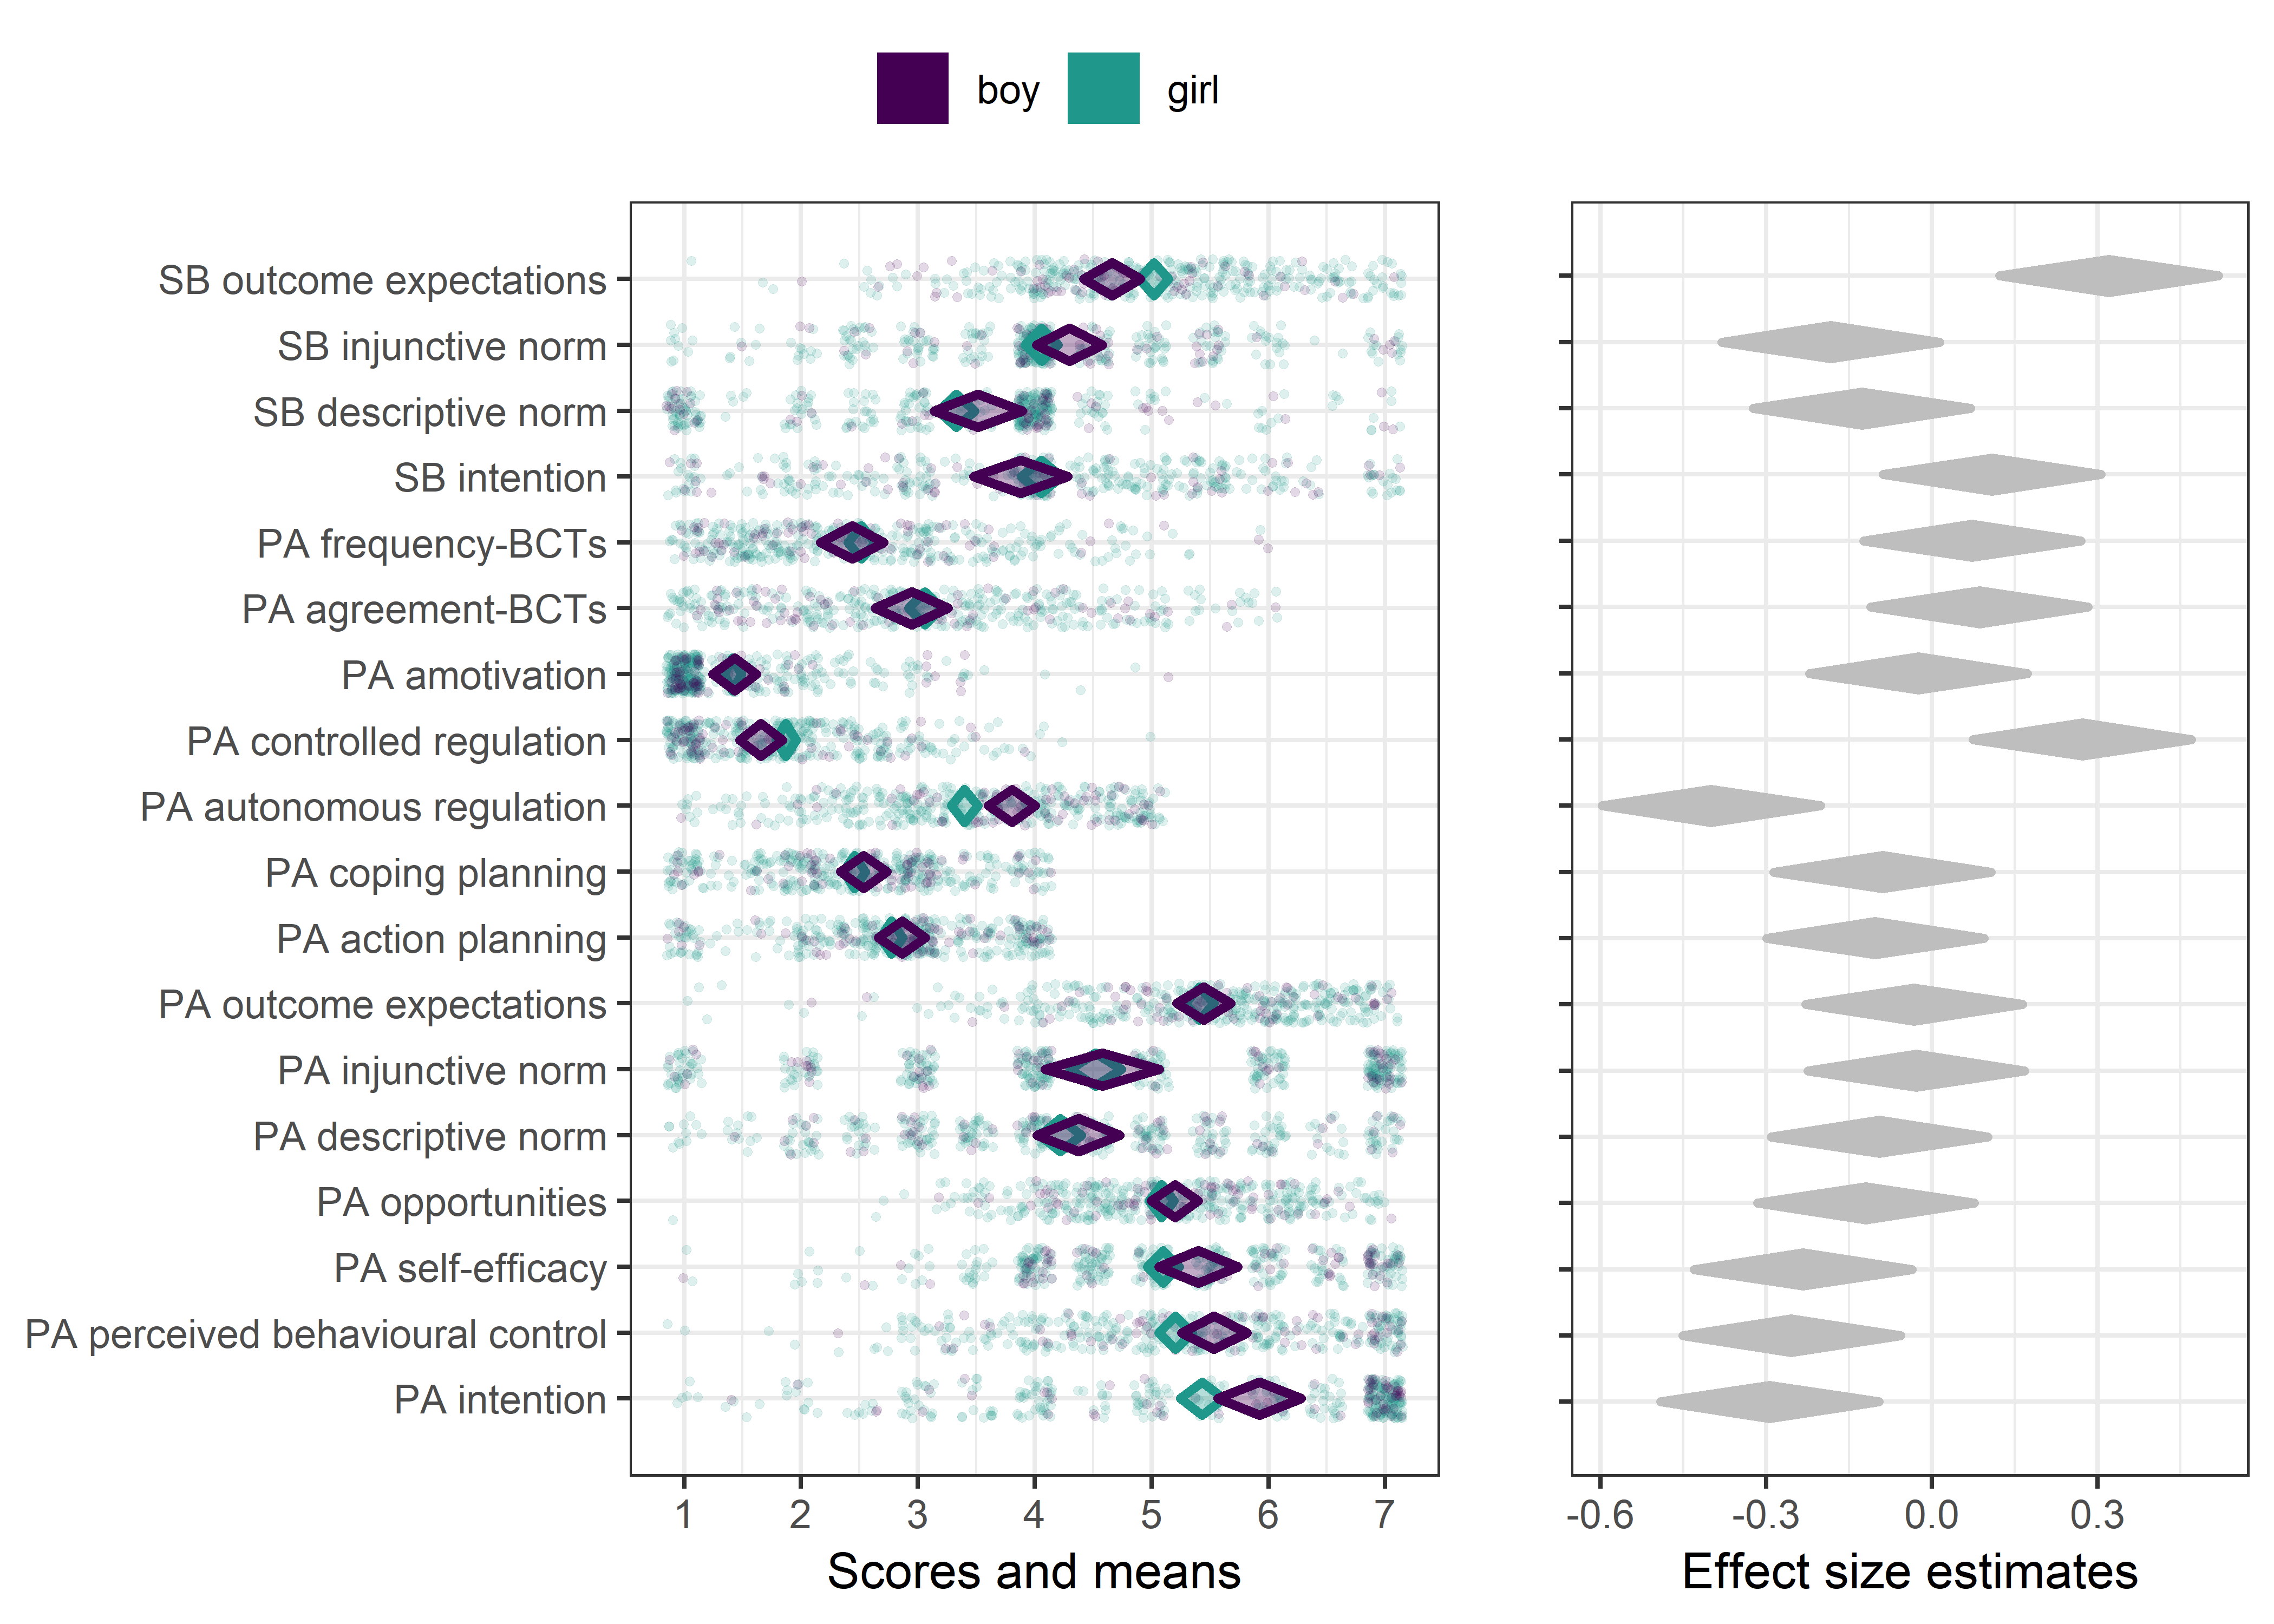 boy girl
SB outcome expectations
SB injunctive norm
SB descriptive norm
SB intention
PA frequency-BCTs
PA agreement-BCTs
PA amotivation
PA controlled regulation
PA autonomous regulation
PA coping planning
PA action planning
PA outcome expectations
PA injunctive norm
PA descriptive norm
PA opportunities
PA self-efficacy
PA perceived behavioural control
PA intention
1 2 3 4 5 6 7
-0.6 -0.3 0.0 0.3
Scores and means
Effect size estimates